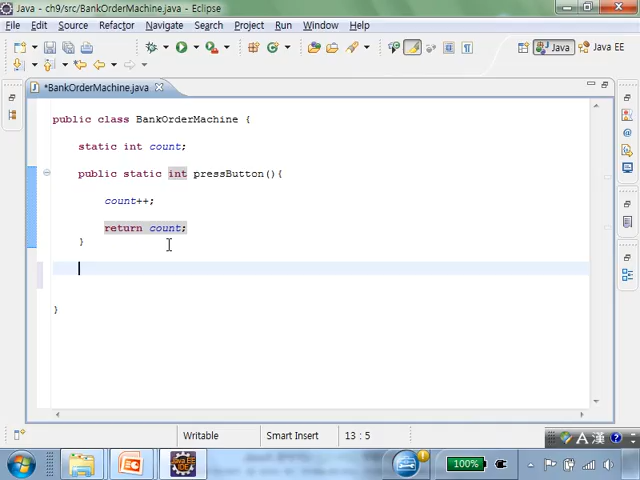 Java - ch9/src/BankOrderMachine.java - Eclipse
File Edit Source Refactor Navigate Search Project Run Window Help
Java Java EE
*BankOrderMachine.java
public class BankOrderMachine {
static int count;
public static int pressButton(){
count++;
return count;
}
}
Writable Smart Insert 13 : 5
A 漢
100%